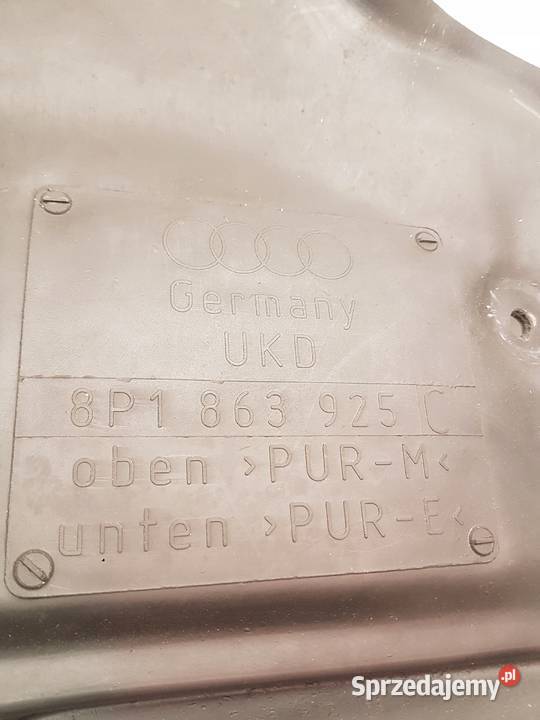 Germany
UKD
8P1 863 925 C
oben >PUR-M<
unten >PUR-E<
Sprzedajemy.pl